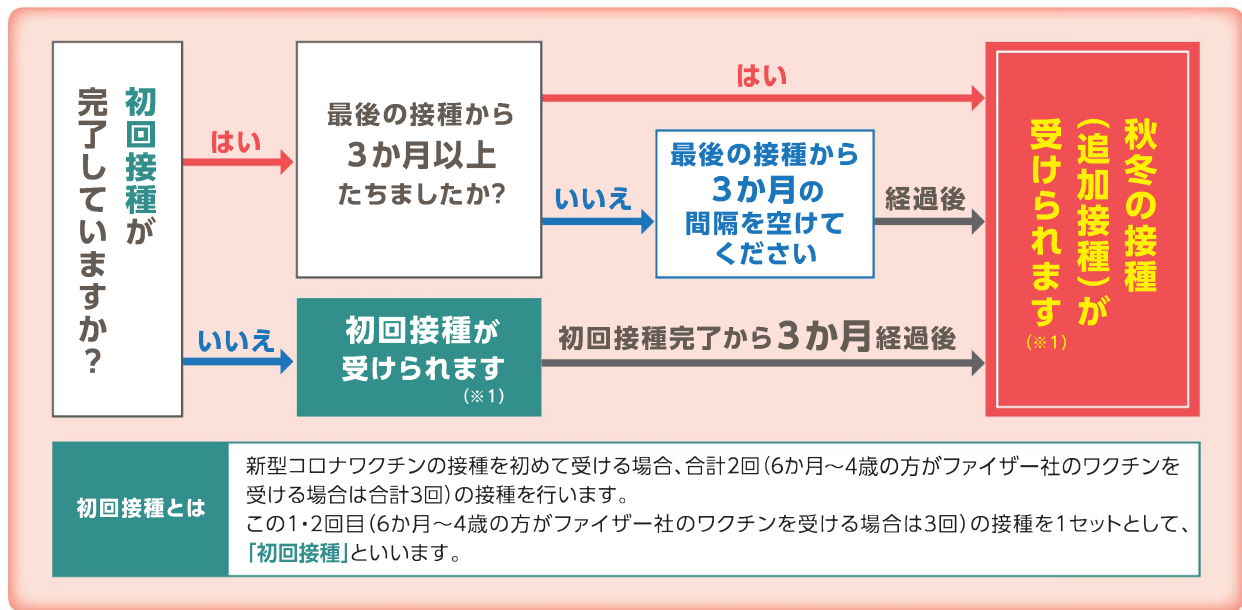 初回接種が
完了していますか？
はい
いいえ
最後の接種から
3か月以上
たちましたか?
はい
いいえ
最後の接種から
3か月の
間隔を空けて
ください
経過後
初回接種が
受けられます
(※1)
初回接種完了から3か月経過後
秋冬の接種
(追加接種)が
受けられます
(※1)
初回接種とは
新型コロナワクチンの接種を初めて受ける場合、合計2回(6か月～4歳の方がファイザー社のワクチンを
受ける場合は合計3回)の接種を行います。
この1・2回目(6か月～4歳の方がファイザー社のワクチンを受ける場合は3回)の接種を1セットとして、
「初回接種」といいます。